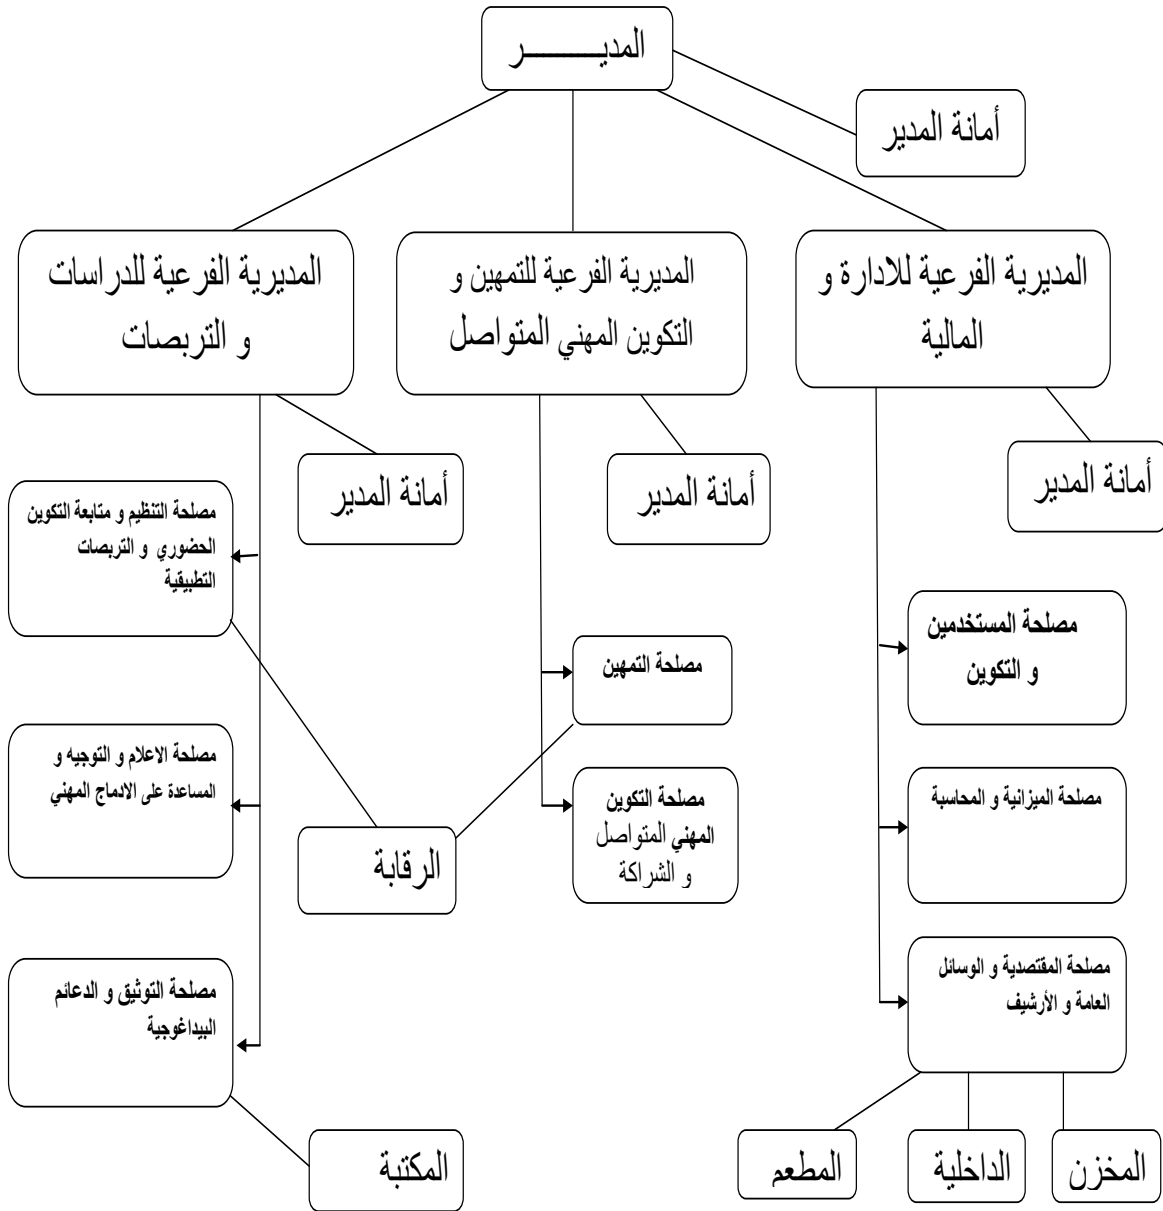 المديـــــــــر
أمانة المدير
المديرية الفرعية للادارة و
المالية
المديرية الفرعية للتمهين و
التكوين المهني المتواصل
المديرية الفرعية للدراسات
و التربصات
أمانة المدير
أمانة المدير
أمانة المدير
مصلحة المستخدمين
و التكوين
مصلحة الميزانية و المحاسبة
مصلحة المقتصدية و الوسائل
العامة و الأرشيف
المخزن
الداخلية
المطعم
مصلحة التمهين
مصلحة التكوين
المهني المتواصل
و الشراكة
الرقابة
مصلحة التنظيم و متابعة التكوين
الحضوري و التربصات
التطبيقية
مصلحة الاعلام و التوجيه و
المساعدة على الادماج المهني
مصلحة التوثيق و الدعائم
البيداغوجية
المكتبة